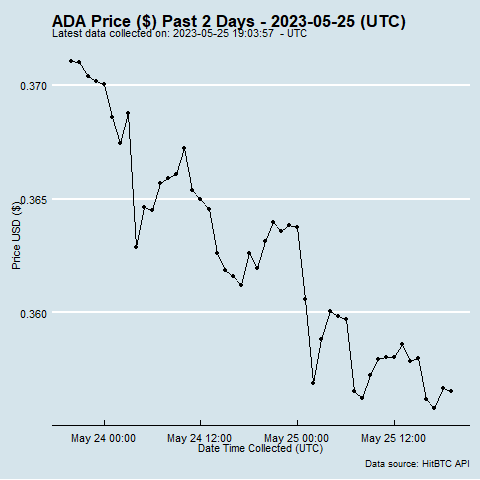 ADA Price ($) Past 2 Days - 2023-05-25 (UTC)
Latest data collected on: 2023-05-25 19:03:57 - UTC
0.370
0.365
0.360
Price USD ($)
May 24 00:00
May 24 12:00
May 25 00:00
May 25 12:00
Date Time Collected (UTC)
Data source: HitBTC API